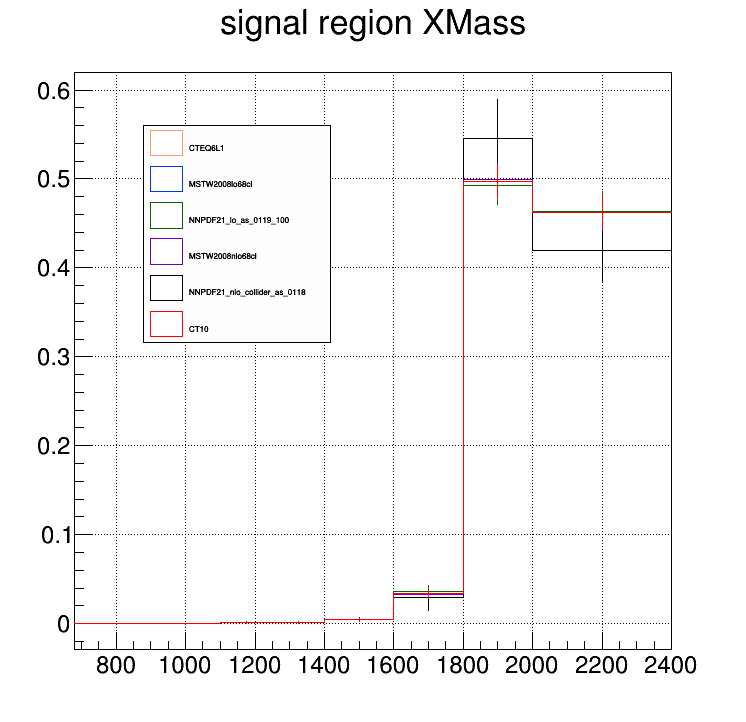 signal region XMass
0.6
0.5
0.4
0.3
0.2
0.1
0
CTEQ6L1
MSTW2008lo68cl
NNPDF21_lo_as_0119_100
MSTW2008nlo68cl
NNPDF21_nlo_collider_as_0118
CT10
800 1000 1200 1400 1600 1800 2000 2200 2400